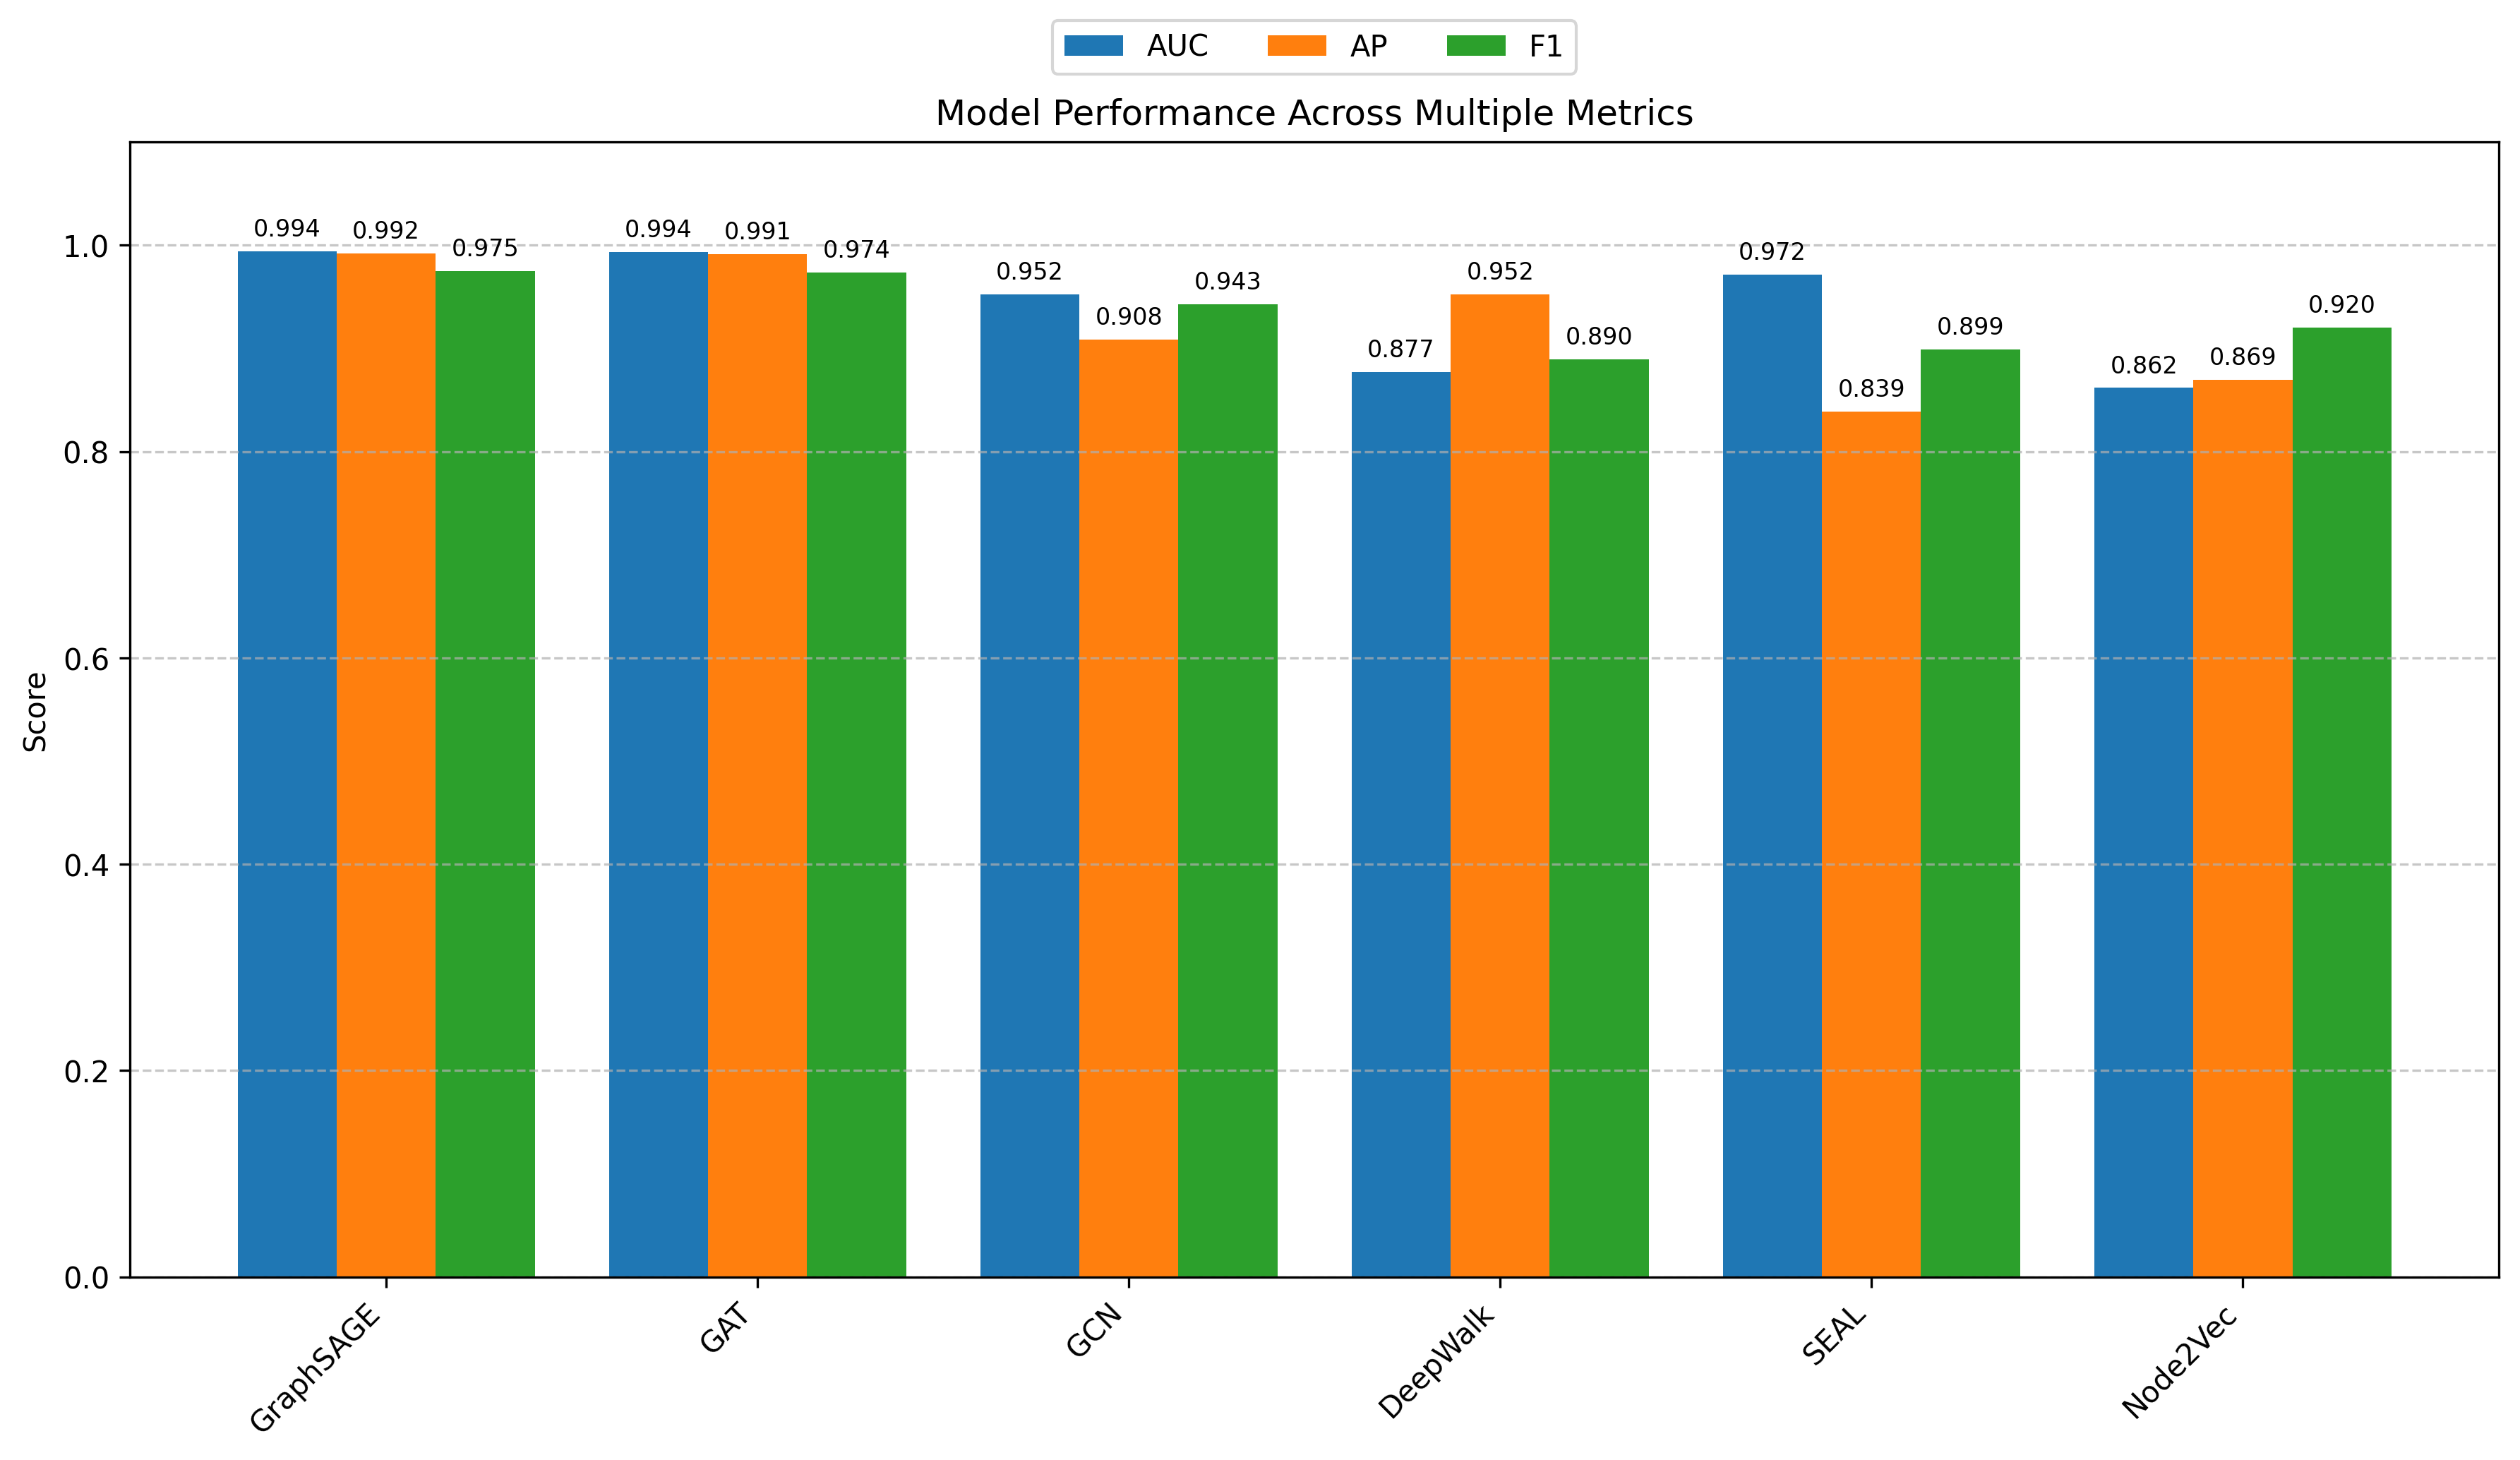 AUC AP F1
Model Performance Across Multiple Metrics
Score
1.0
0.8
0.6
0.4
0.2
0.0
0.994 0.992 0.975
0.994 0.991 0.974
0.952 0.908 0.943
0.877 0.952 0.890
0.972 0.839 0.899
0.862 0.869 0.920
GraphSAGE
GAT
GCN
DeepWalk
SEAL
Node2Vec